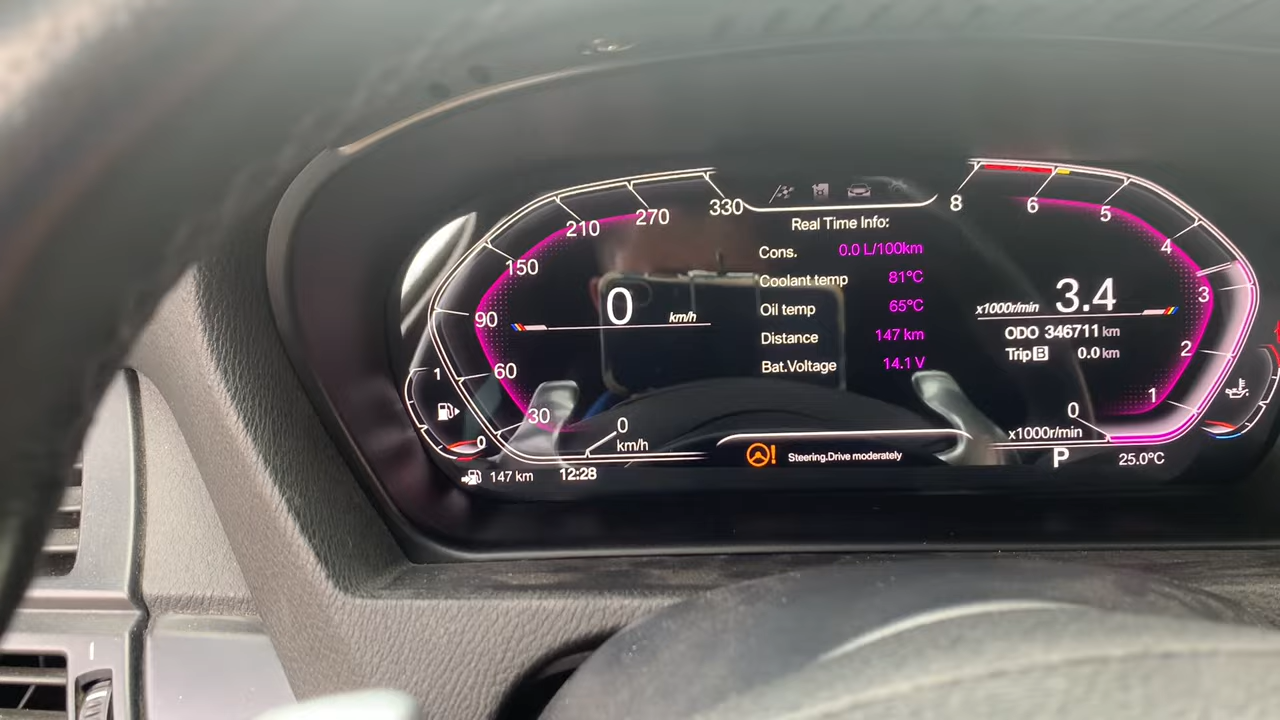 330
270
210
150
90
60
30
0
km/h
0 km/h
Real Time Info:
Cons. 0.0 L/100km
Coolant temp 81°C
Oil temp 65°C
Distance 147 km
Bat.Voltage 14.1 V
8
6
5
4
3
2
1
0
x1000r/min
x1000r/min 3.4
ODO 346711 km
Trip B 0.0 km
1
0
147 km
12:28
Steering.Drive moderately
P
25.0°C